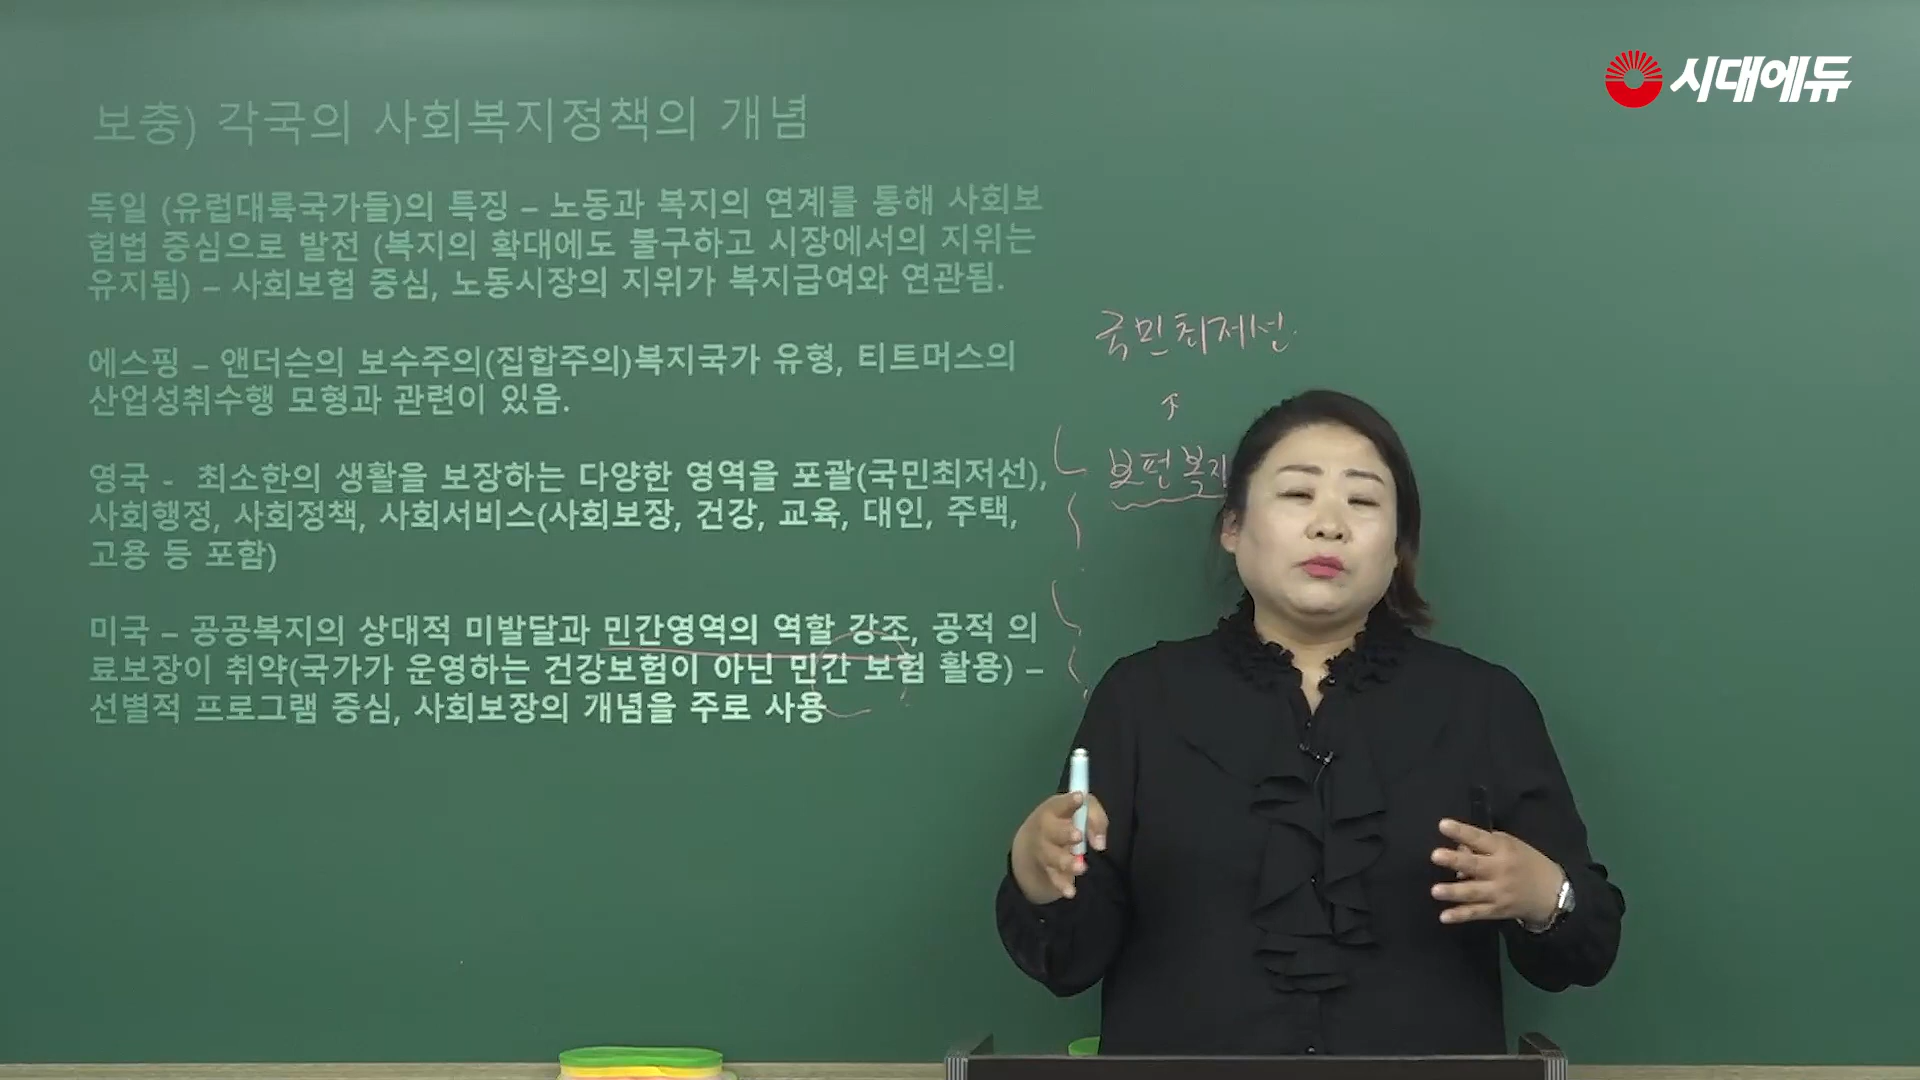 시대에듀
보충) 각국의 사회복지정책의 개념
독일 (유럽대륙국가들)의 특징 – 노동과 복지의 연계를 통해 사회보
험법 중심으로 발전 (복지의 확대에도 불구하고 시장에서의 지위는
유지됨) – 사회보험 중심, 노동시장의 지위가 복지급여와 연관됨.
에스핑 – 앤더슨의 보수주의(집합주의)복지국가 유형, 티트머스의
산업성취수행 모형과 관련이 있음.
영국 - 최소한의 생활을 보장하는 다양한 영역을 포괄(국민최저선),
사회행정, 사회정책, 사회서비스(사회보장, 건강, 교육, 대인, 주택,
고용 등 포함)
미국 – 공공복지의 상대적 미발달과 민간영역의 역할 강조, 공적 의
료보장이 취약(국가가 운영하는 건강보험이 아닌 민간 보험 활용) –
선별적 프로그램 중심, 사회보장의 개념을 주로 사용
국민최저선.
보편복지